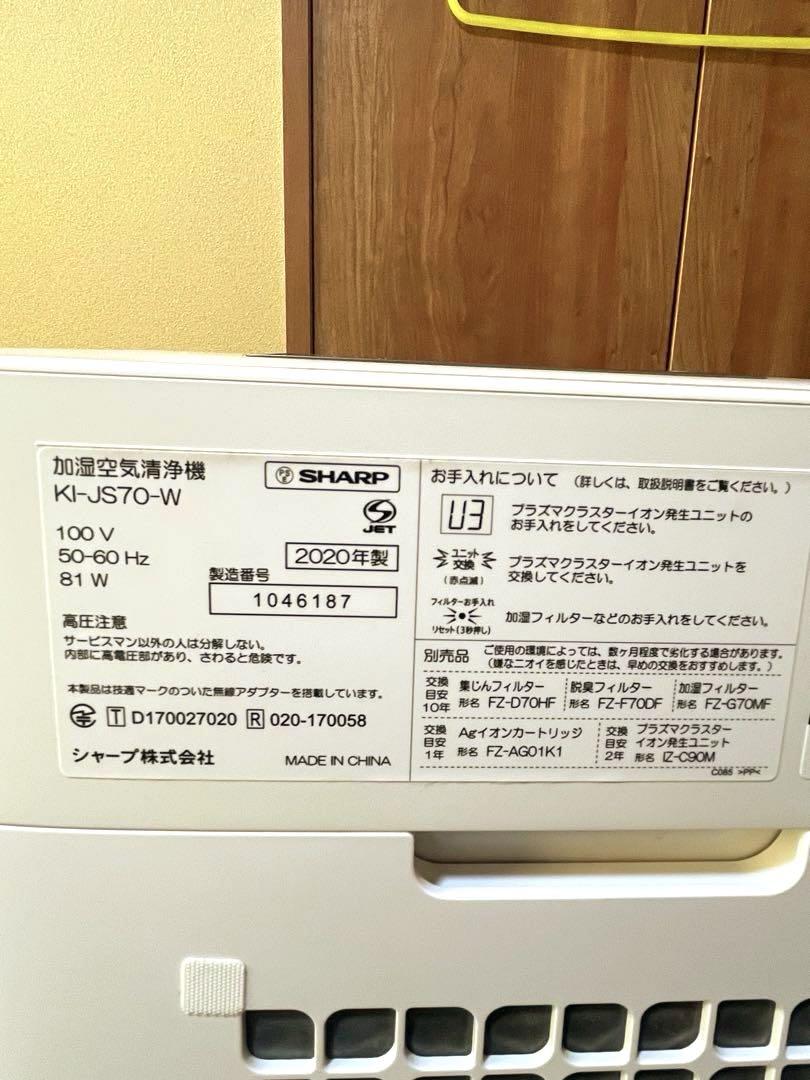 加湿空気清浄機
KI-JS70-W
PS E SHARP
JET
100 V
50-60 Hz
81 W
2020年製
製造番号
1046187
高圧注意
サービスマン以外の人は分解しない。
内部に高電圧部があり、さわると危険です。
本製品は技適マークのついた無線アダプターを搭載しています。
T D170027020 R 020-170058
シャープ株式会社
MADE IN CHINA
お手入れについて (詳しくは、取扱説明書をご覧ください。)
U3
プラズマクラスターイオン発生ユニットの
お手入れをしてください。
ユニット
交換
(赤点滅)
プラズマクラスターイオン発生ユニットを
交換してください。
フィルターお手入れ
リセット(3秒押し)
加湿フィルターなどのお手入れをしてください。
別売品
ご使用の環境によっては、数ヶ月程度で劣化する場合があります。
(嫌なニオイを感じたときは、早めの交換をおすすめします。)
交換
目安
10年
集じんフィルター
形名 FZ-D70HF
脱臭フィルター
形名 FZ-F70DF
加湿フィルター
形名 FZ-G70MF
交換
目安
1年
Agイオンカートリッジ
形名 FZ-AG01K1
交換
目安
2年
プラズマクラスター
イオン発生ユニット
形名 IZ-C90M
C085 >PP<